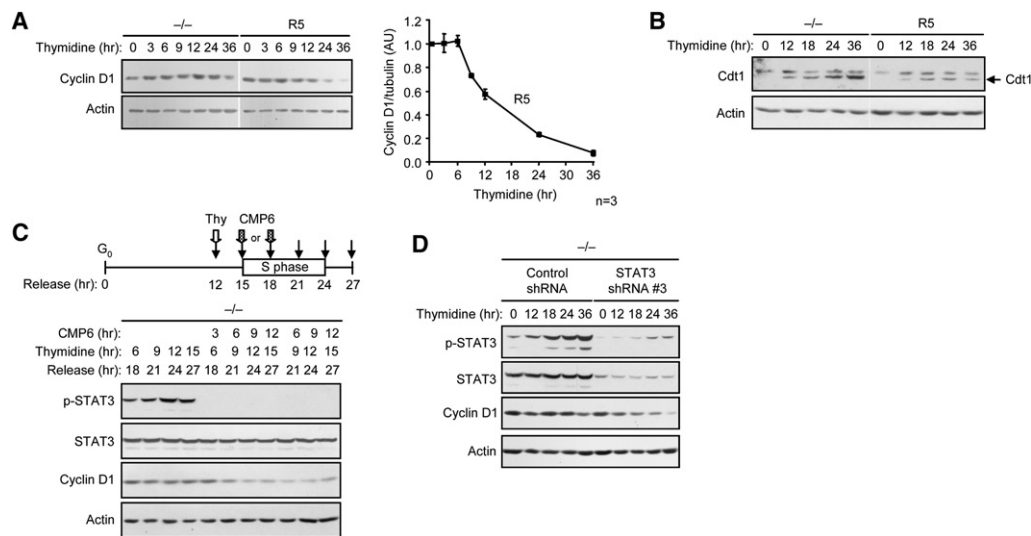 A
–/– R5
Thymidine (hr): 0 3 6 9 12 24 36 0 3 6 9 12 24 36
Cyclin D1
Actin
Cyclin D1/tubulin (AU)
1.2
1.0
0.8
0.6
0.4
0.2
0.0
R5
0 6 12 18 24 30 36
Thymidine (hr)
n=3
B
–/– R5
Thymidine (hr): 0 12 18 24 36 0 12 18 24 36
Cdt1
Cdt1
Actin
C
Thy CMP6
or
G0
S phase
Release (hr): 0 12 15 18 21 24 27
–/–
CMP6 (hr): 3 6 9 12 6 9 12
Thymidine (hr): 6 9 12 15 6 9 12 15 9 12 15
Release (hr): 18 21 24 27 18 21 24 27 21 24 27
p-STAT3
STAT3
Cyclin D1
Actin
D
–/–
Control STAT3
shRNA shRNA #3
Thymidine (hr): 0 12 18 24 36 0 12 18 24 36
p-STAT3
STAT3
Cyclin D1
Actin